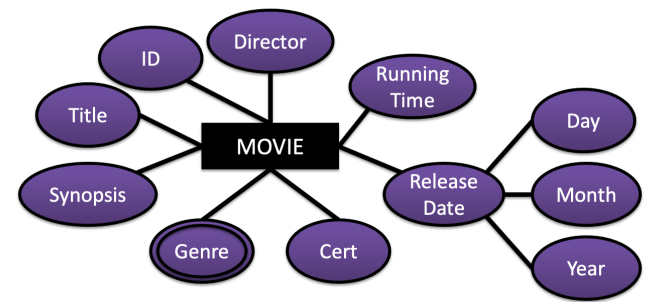 Director
ID
Running
Time
Title
Day
MOVIE
Synopsis
Release
Date
Month
Genre
Cert
Year